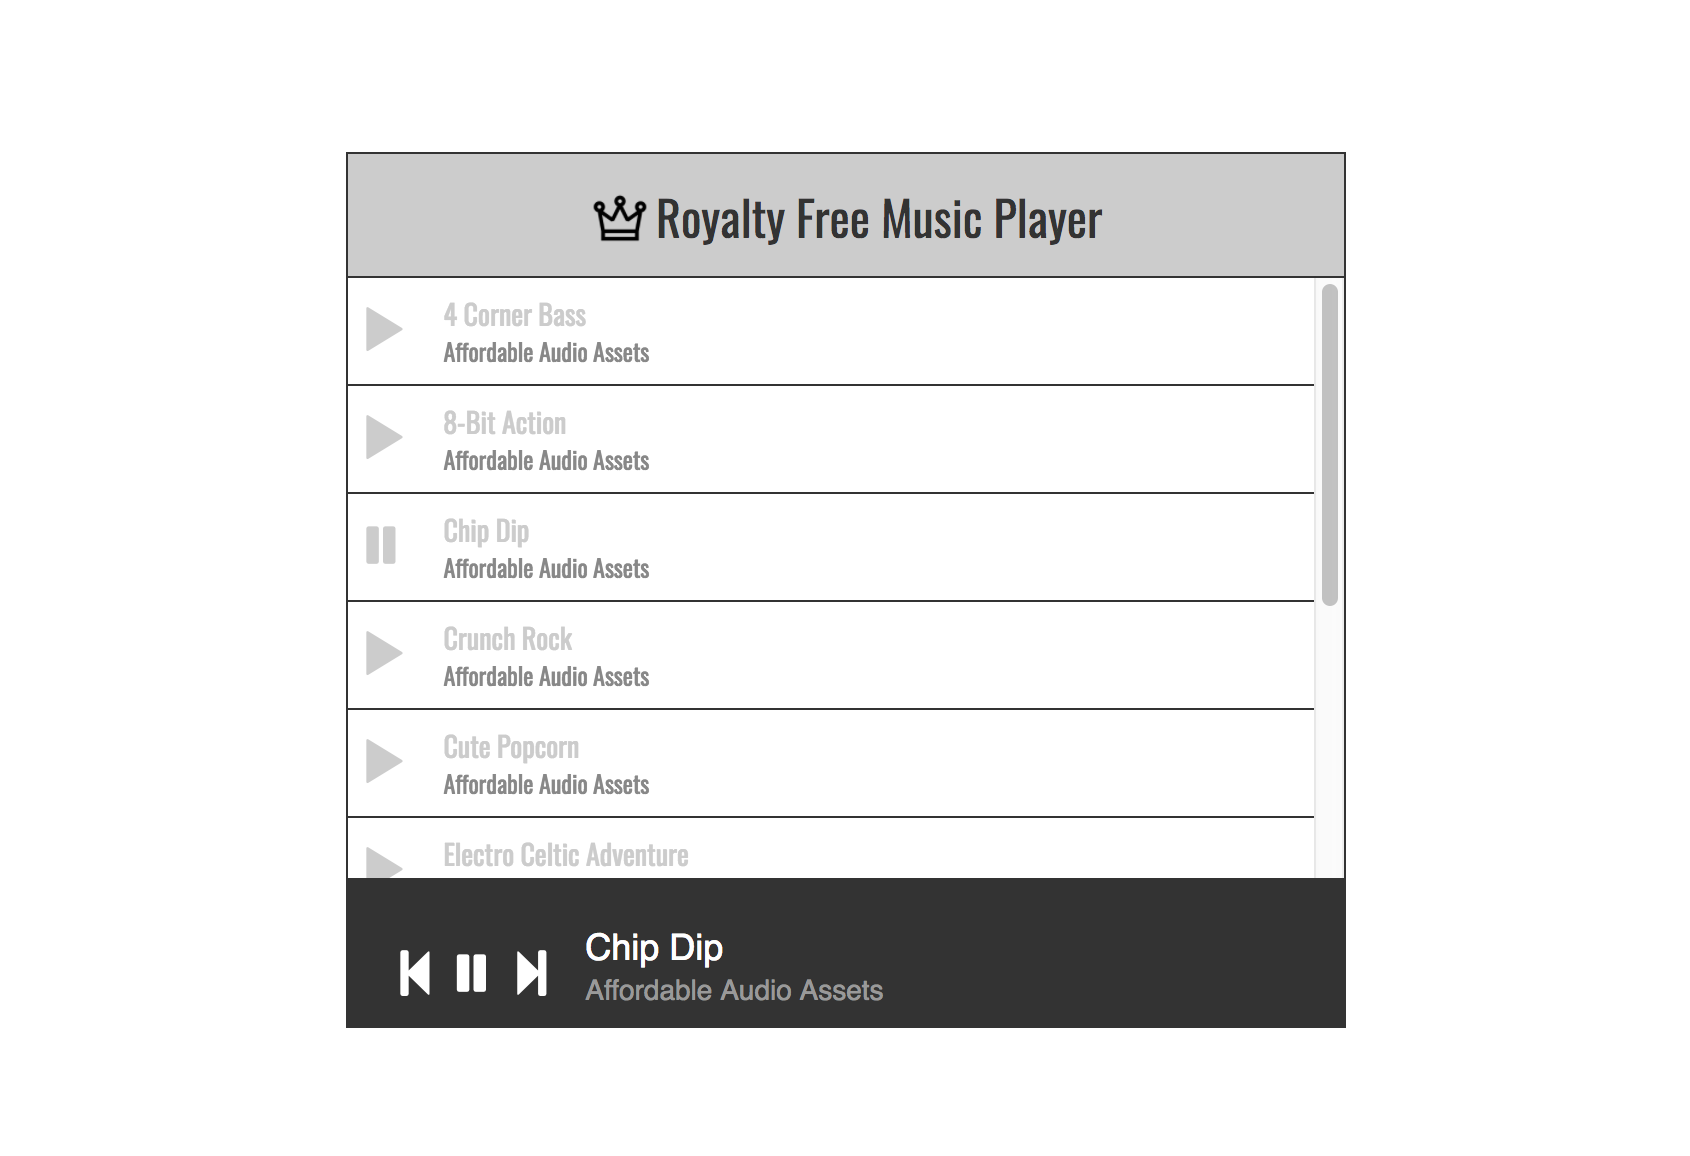 Royalty Free Music Player
4 Corner Bass
Affordable Audio Assets
8-Bit Action
Affordable Audio Assets
Chip Dip
Affordable Audio Assets
Crunch Rock
Affordable Audio Assets
Cute Popcorn
Affordable Audio Assets
Electro Celtic Adventure
Chip Dip
Affordable Audio Assets